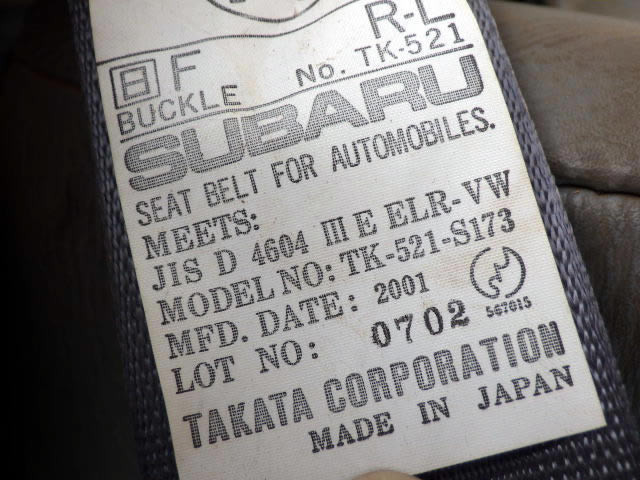 R-L
日 F
BUCKLE No. TK-521
SUBARU
SEAT BELT FOR AUTOMOBILES.
MEETS:
JIS D 4604 III E ELR-VW
MODEL NO: TK-521-S173
MFD. DATE: 2001
LOT NO: 0702
567015
TAKATA CORPORATION
MADE IN JAPAN